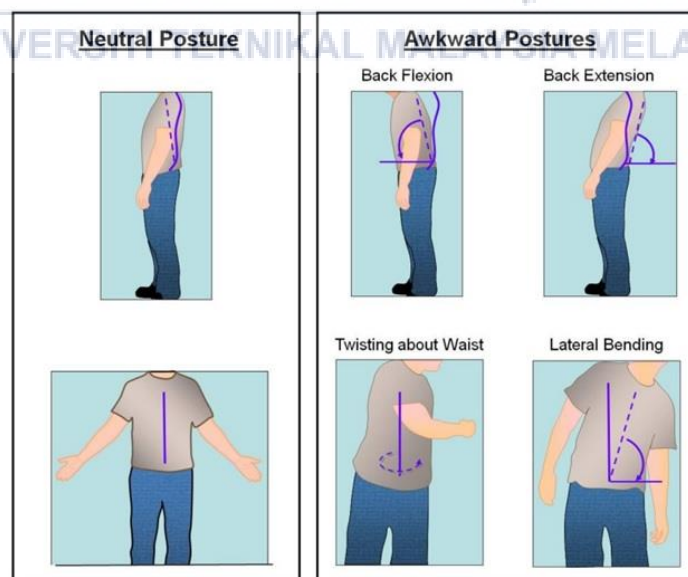 Neutral Posture
Awkward Postures
Back Flexion
Back Extension
Twisting about Waist
Lateral Bending